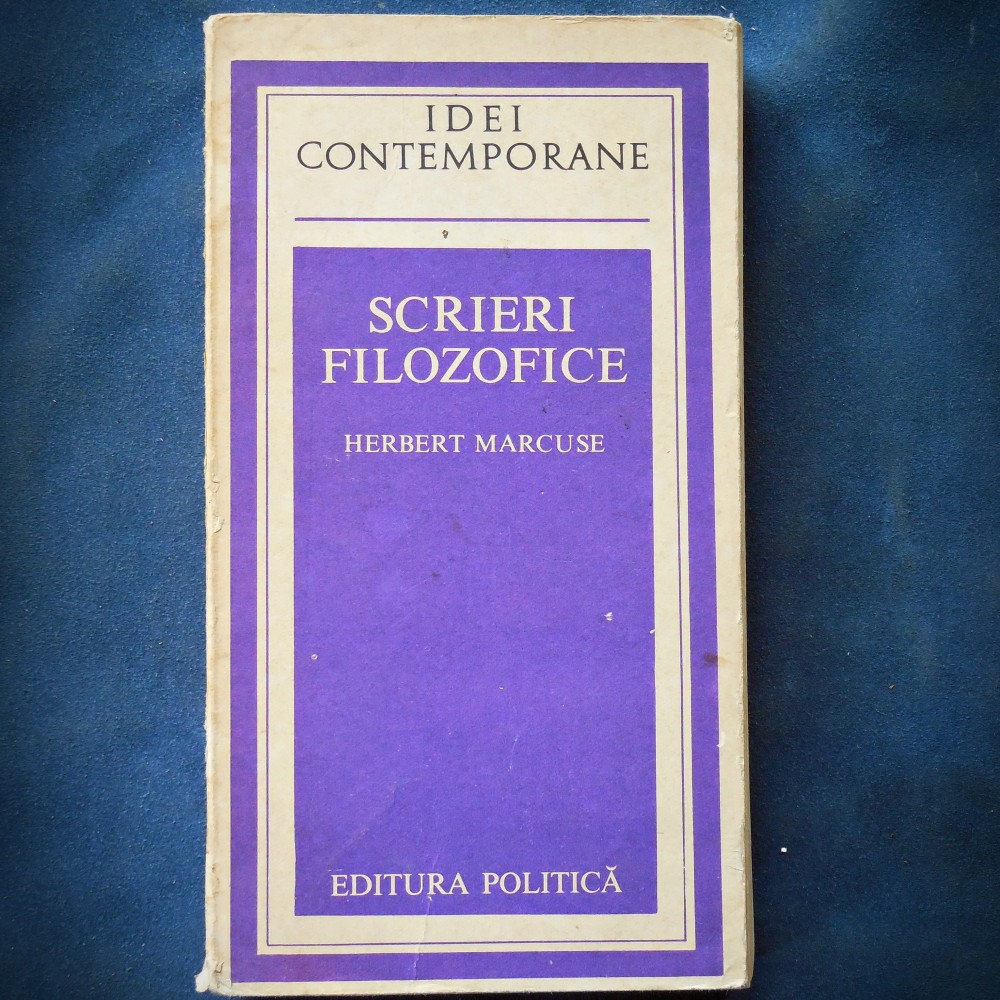 IDEI
CONTEMPORANE
SCRIERI
FILOZOFICE
HERBERT MARCUSE
EDITURA POLITICĂ